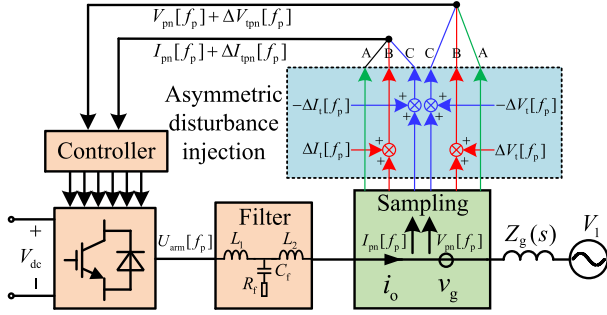 V_pn[f_p]+ΔV_tpn[f_p]
I_pn[f_p]+ΔI_tpn[f_p]
A B C C B A
Asymmetric
disturbance
injection
−ΔI_t[f_p] + + + + −ΔV_t[f_p]
ΔI_t[f_p] + + + + ΔV_t[f_p]
Controller
Sampling
Filter
+
V_dc
-
U_arm[f_p]
L_1 L_2
C_f
R_f
I_pn[f_p] V_pn[f_p]
i_o v_g
Z_g(s) V_1